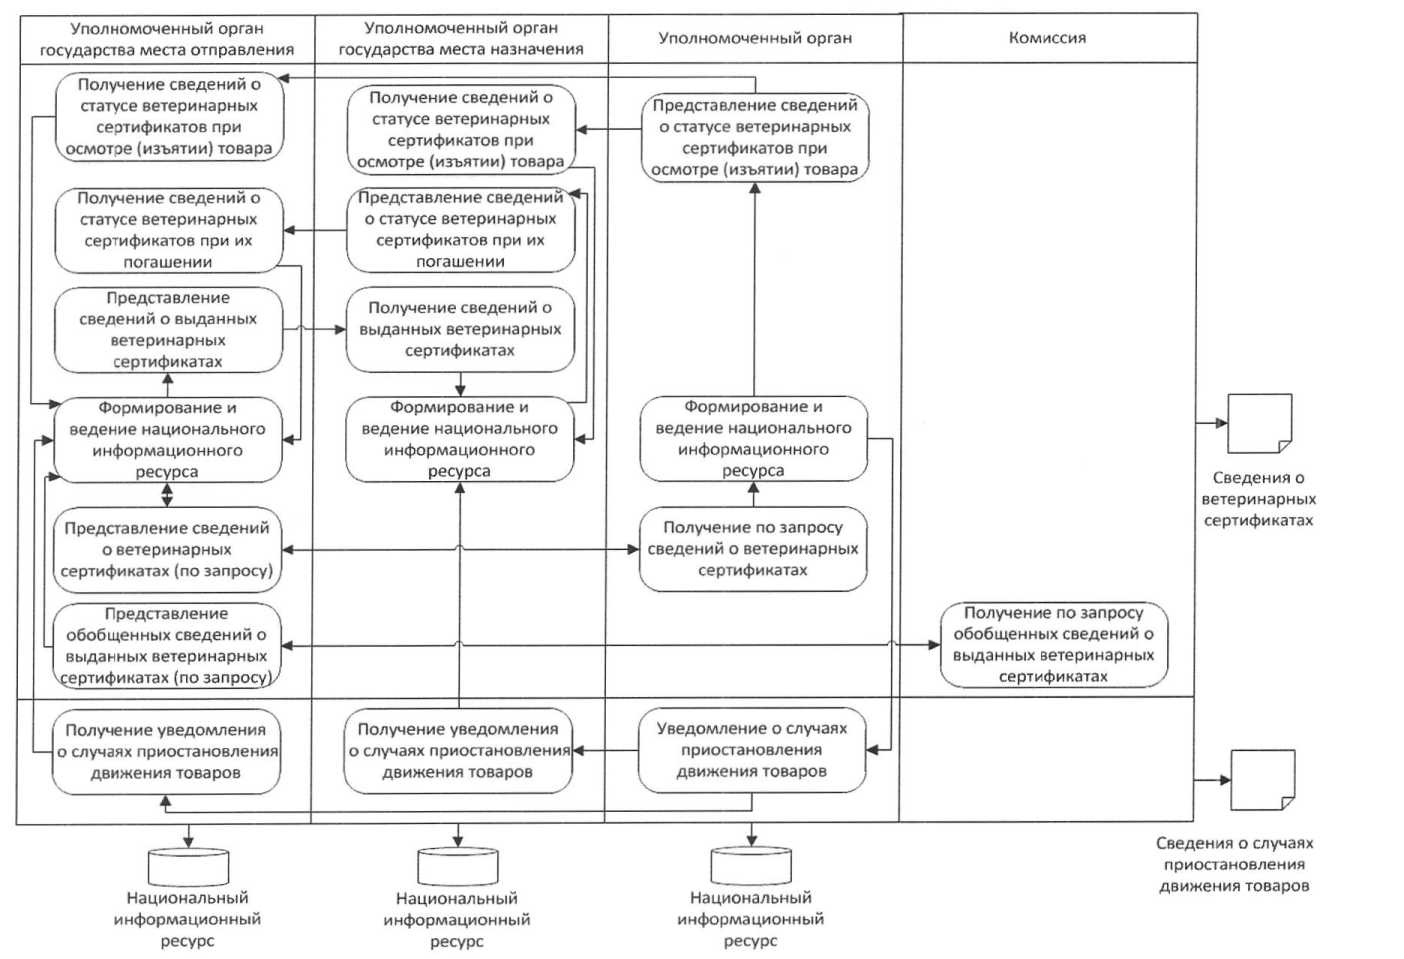 Уполномоченный орган
государства места отправления
Уполномоченный орган
государства места назначения
Уполномоченный орган
Комиссия
Получение сведений о
статусе ветеринарных
сертификатов при
осмотре (изъятии) товара
Получение сведений о
статусе ветеринарных
сертификатов при
осмотре (изъятии) товара
Представление сведений
о статусе ветеринарных
сертификатов при
осмотре (изъятии) товара
Получение сведений о
статусе ветеринарных
сертификатов при их
погашении
Представление сведений
о статусе ветеринарных
сертификатов при их
погашении
Представление
сведений о выданных
ветеринарных
сертификатах
Получение сведений о
выданных ветеринарных
сертификатах
Формирование и
ведение национального
информационного
ресурса
Формирование и
ведение национального
информационного
ресурса
Формирование и
ведение национального
информационного
ресурса
Сведения о
ветеринарных
сертификатах
Представление сведений
о ветеринарных
сертификатах (по запросу)
Получение по запросу
сведений о ветеринарных
сертификатах
Представление
обобщенных сведений о
выданных ветеринарных
сертификатах (по запросу)
Получение по запросу
обобщенных сведений о
выданных ветеринарных
сертификатах
Получение уведомления
о случаях приостановления
движения товаров
Получение уведомления
о случаях приостановления
движения товаров
Уведомление о случаях
приостановления
движения товаров
Сведения о случаях
приостановления
движения товаров
Национальный
информационный
ресурс
Национальный
информационный
ресурс
Национальный
информационный
ресурс